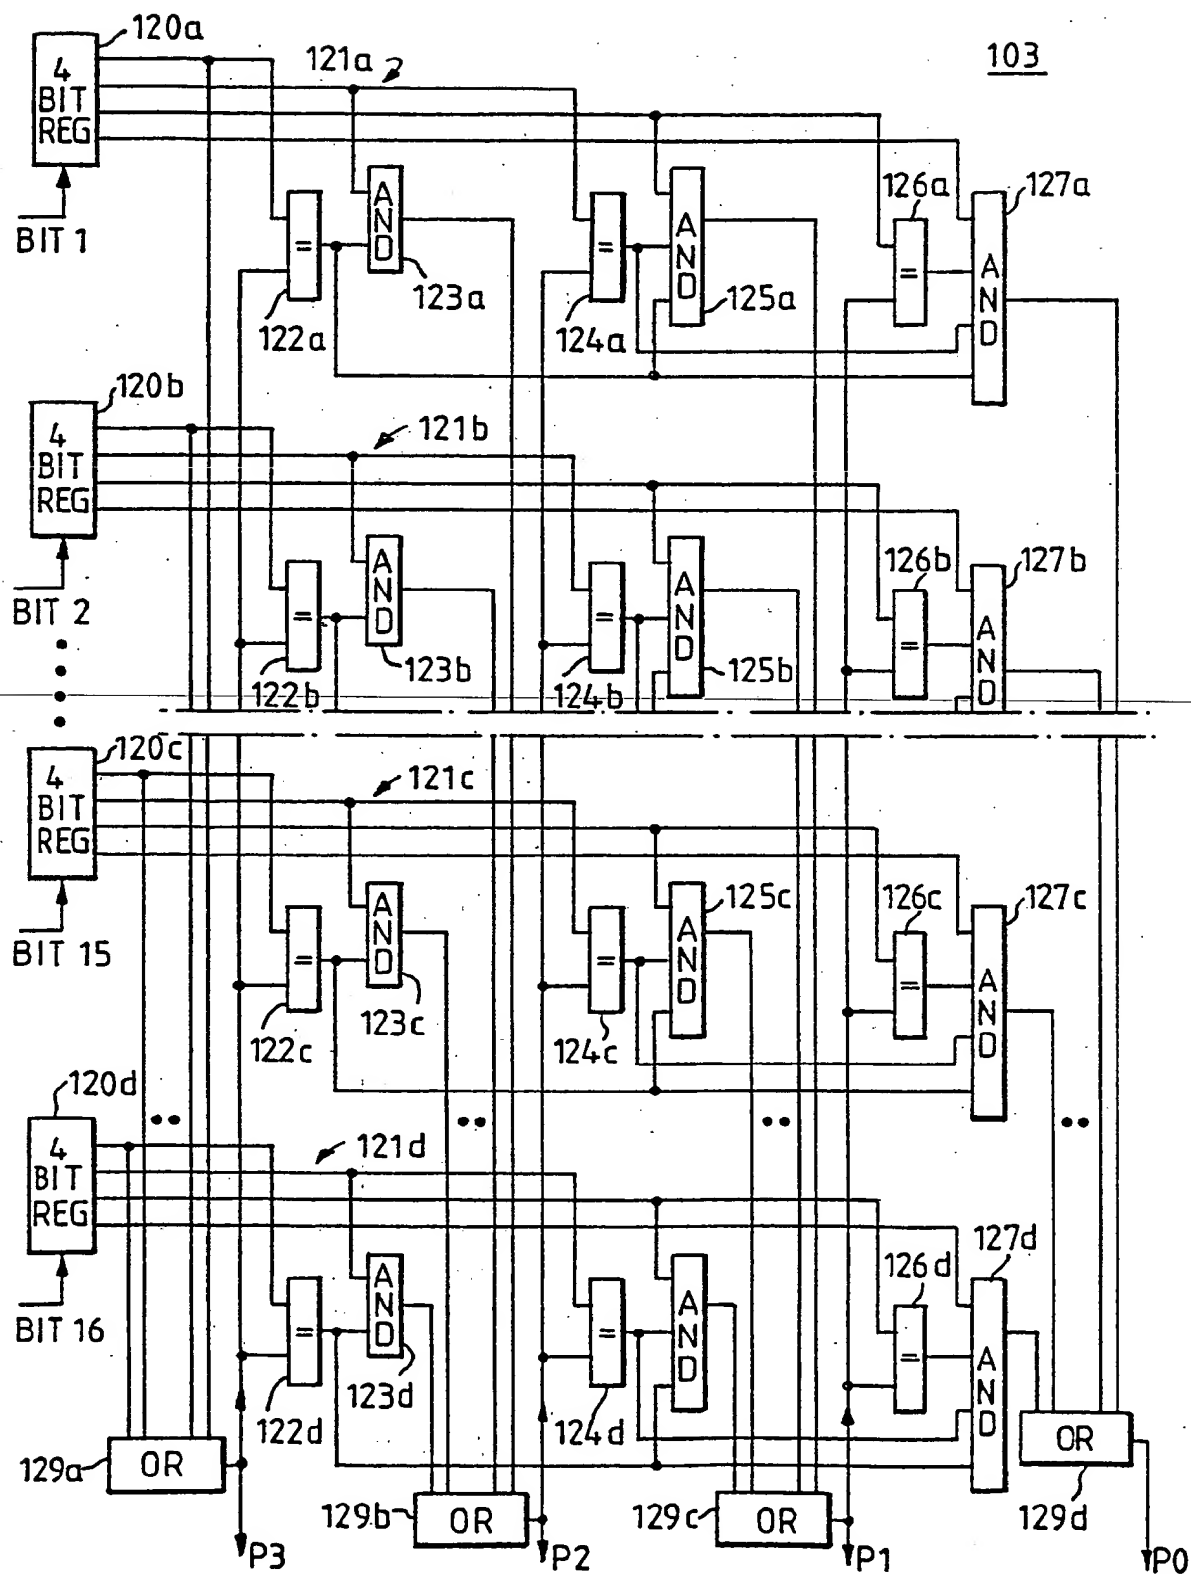 120a
103
121a
4
BIT
REG
126a
127a
AND
AND
=
=
=
AND
BIT 1
123a
125a
122a
124a
120b
121b
4
BIT
REG
126b
127b
AND
AND
=
=
=
AND
BIT 2
123b
125b
122b
124b
120c
121c
4
BIT
REG
125c
126c
127c
AND
AND
=
=
=
AND
BIT 15
123c
122c
124c
120d
121d
4
BIT
REG
127d
126d
AND
AND
=
=
=
AND
BIT 16
123d
122d
124d
129a
OR
OR
129b
OR
129c
OR
129d
P3
P2
P1
P0